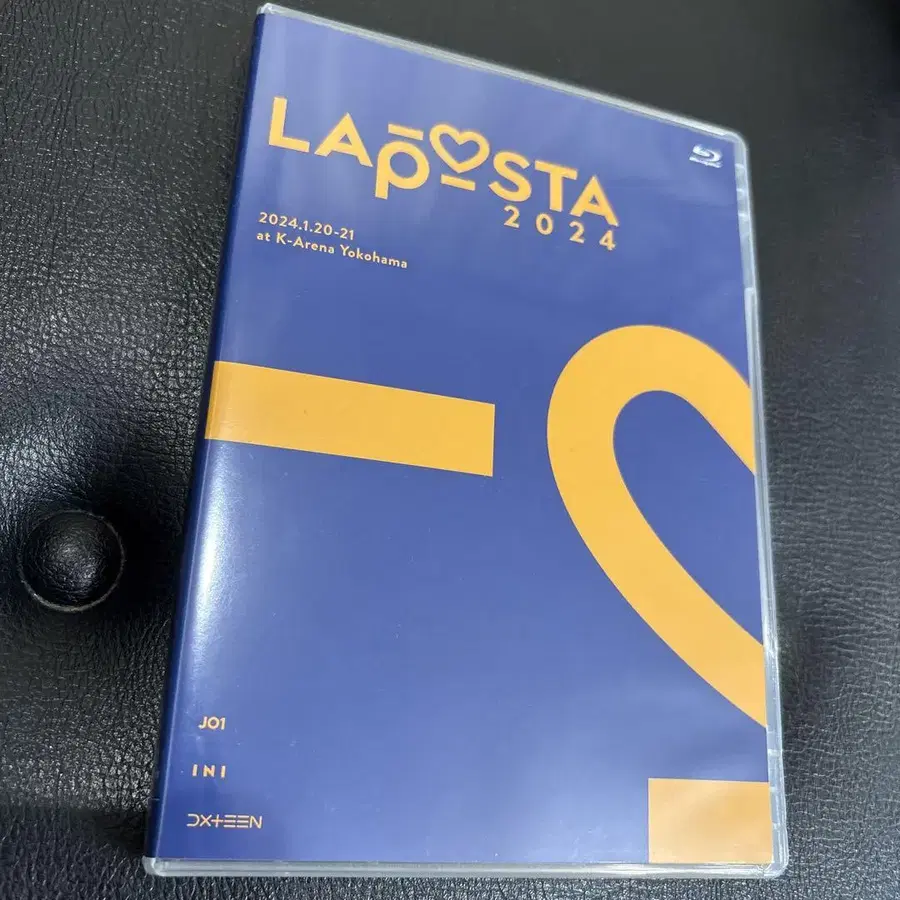 LAPOSTA
2024
2024.1.20-21
at K-Arena Yokohama
JO1
INI
DXTEEN